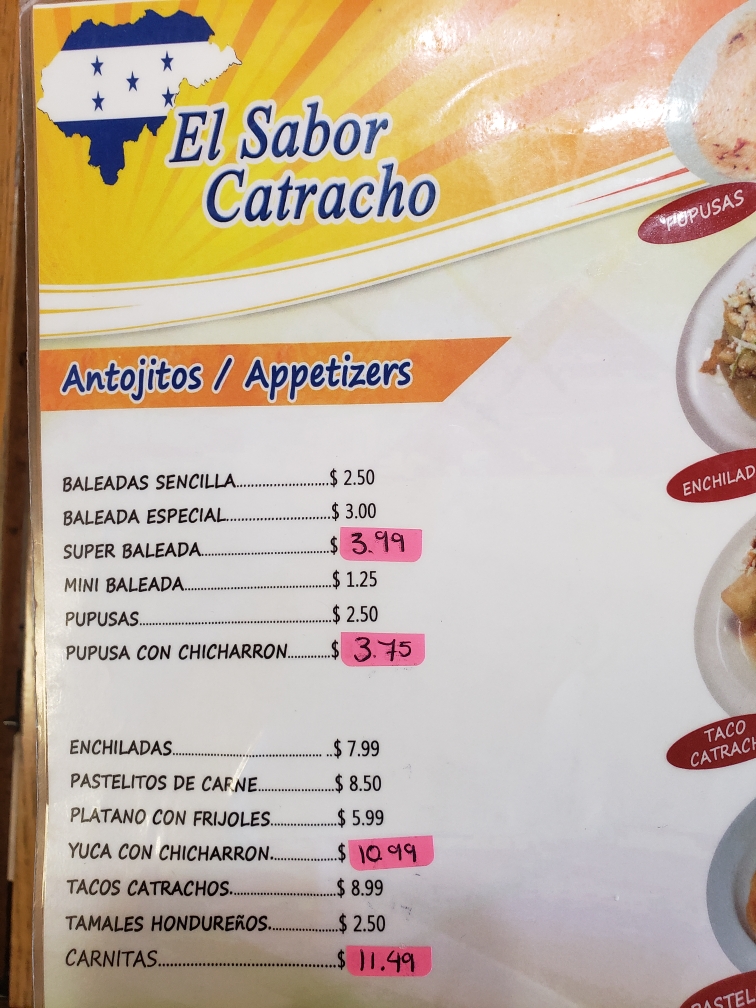 El Sabor
Catracho
PUPUSAS
Antojitos / Appetizers
BALEADAS SENCILLA..........................$ 2.50
BALEADA ESPECIAL............................$ 3.00
SUPER BALEADA...................................$ 3.99
MINI BALEADA.......................................$ 1.25
PUPUSAS..................................................$ 2.50
PUPUSA CON CHICHARRON...........$ 3.75
ENCHILAD
ENCHILADAS..........................................$ 7.99
PASTELITOS DE CARNE....................$ 8.50
PLATANO CON FRIJOLES.................$ 5.99
YUCA CON CHICHARRON.................$ 10.99
TACOS CATRACHOS............................$ 8.99
TAMALES HONDUREñOS..................$ 2.50
CARNITAS..............................................$ 11.49
TACO
CATRACH
PASTEL